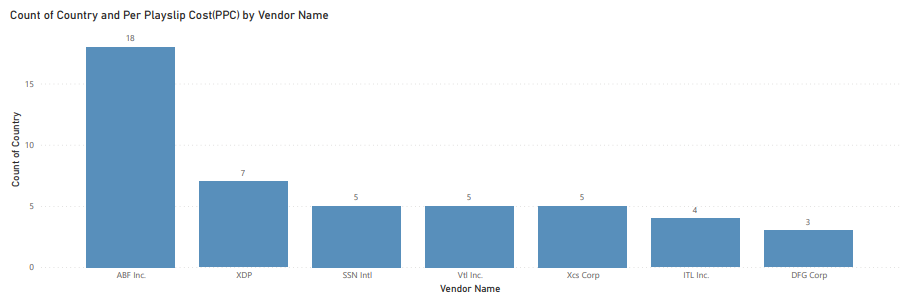 Count of Country and Per Playslip Cost(PPC) by Vendor Name
18
15
Count of Country
10
7
5
5
5
5
4
3
0
ABF Inc.
XDP
SSN Intl
Vtl Inc.
Xcs Corp
ITL Inc.
DFG Corp
Vendor Name